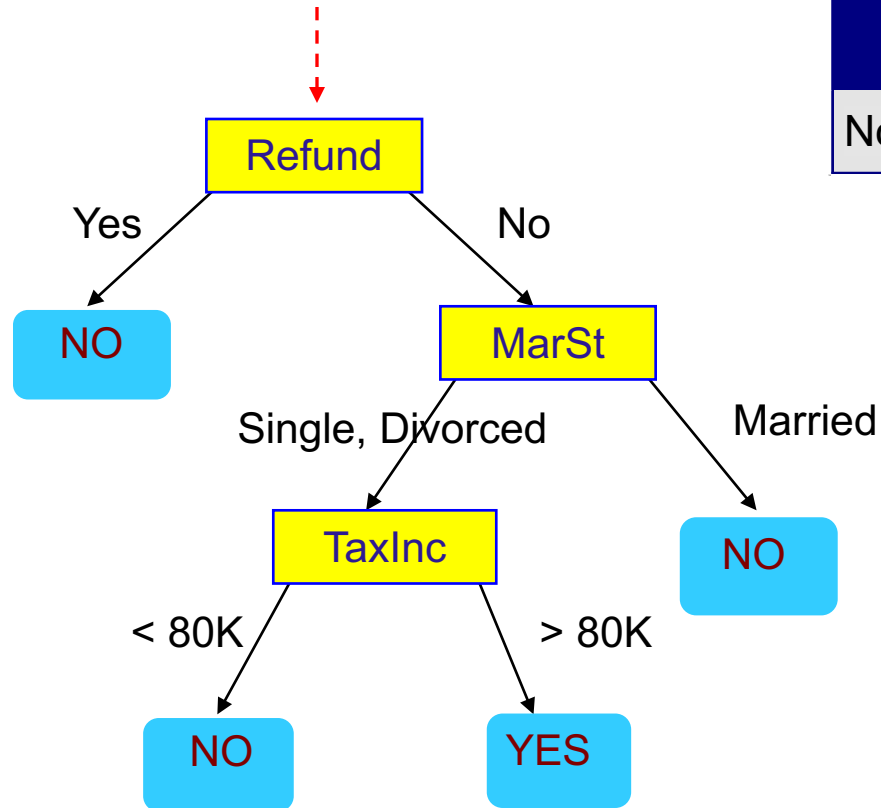 Refund
Yes
No
NO
MarSt
Single, Divorced
Married
TaxInc
NO
< 80K
> 80K
NO
YES